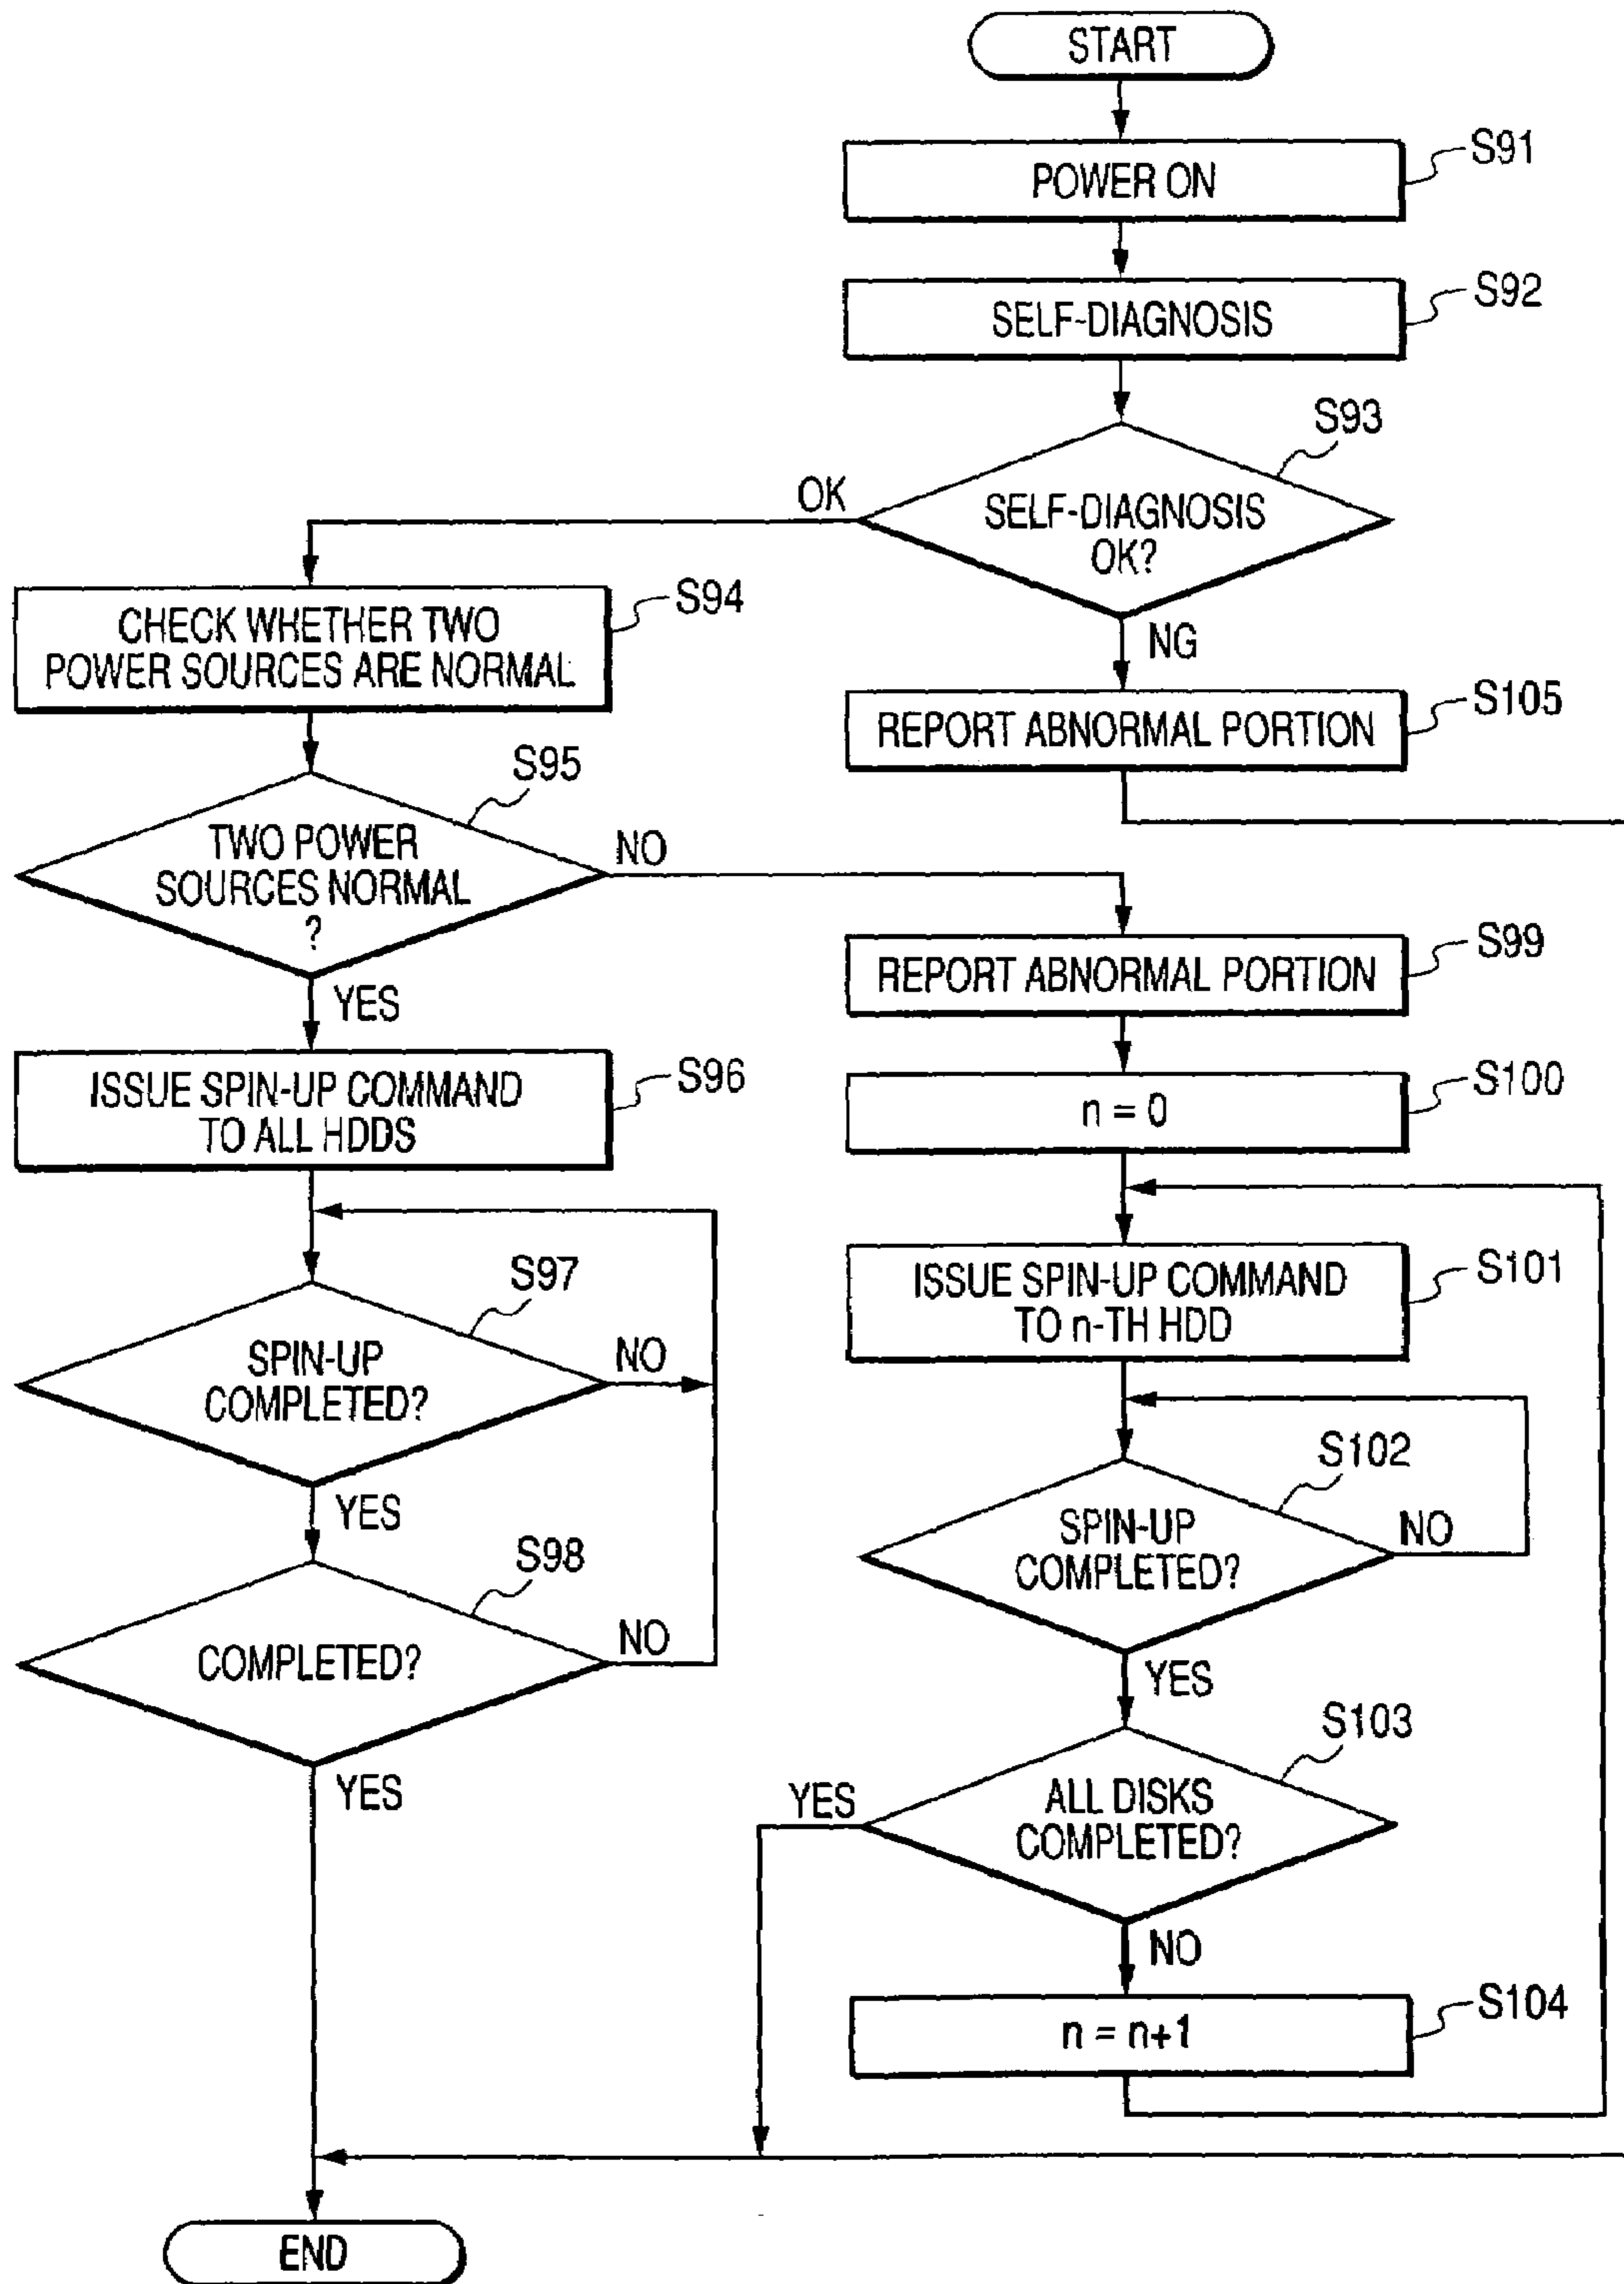 START
POWER ON
S91
SELF-DIAGNOSIS
S92
SELF-DIAGNOSIS
OK?
S93
OK
NG
CHECK WHETHER TWO
POWER SOURCES ARE NORMAL
S94
REPORT ABNORMAL PORTION
S105
TWO POWER
SOURCES NORMAL
?
S95
NO
YES
REPORT ABNORMAL PORTION
S99
ISSUE SPIN-UP COMMAND
TO ALL HDDS
S96
n = 0
S100
SPIN-UP
COMPLETED?
S97
NO
YES
ISSUE SPIN-UP COMMAND
TO n-TH HDD
S101
SPIN-UP
COMPLETED?
S102
NO
YES
COMPLETED?
S98
NO
YES
ALL DISKS
COMPLETED?
S103
YES
NO
n = n+1
S104
END